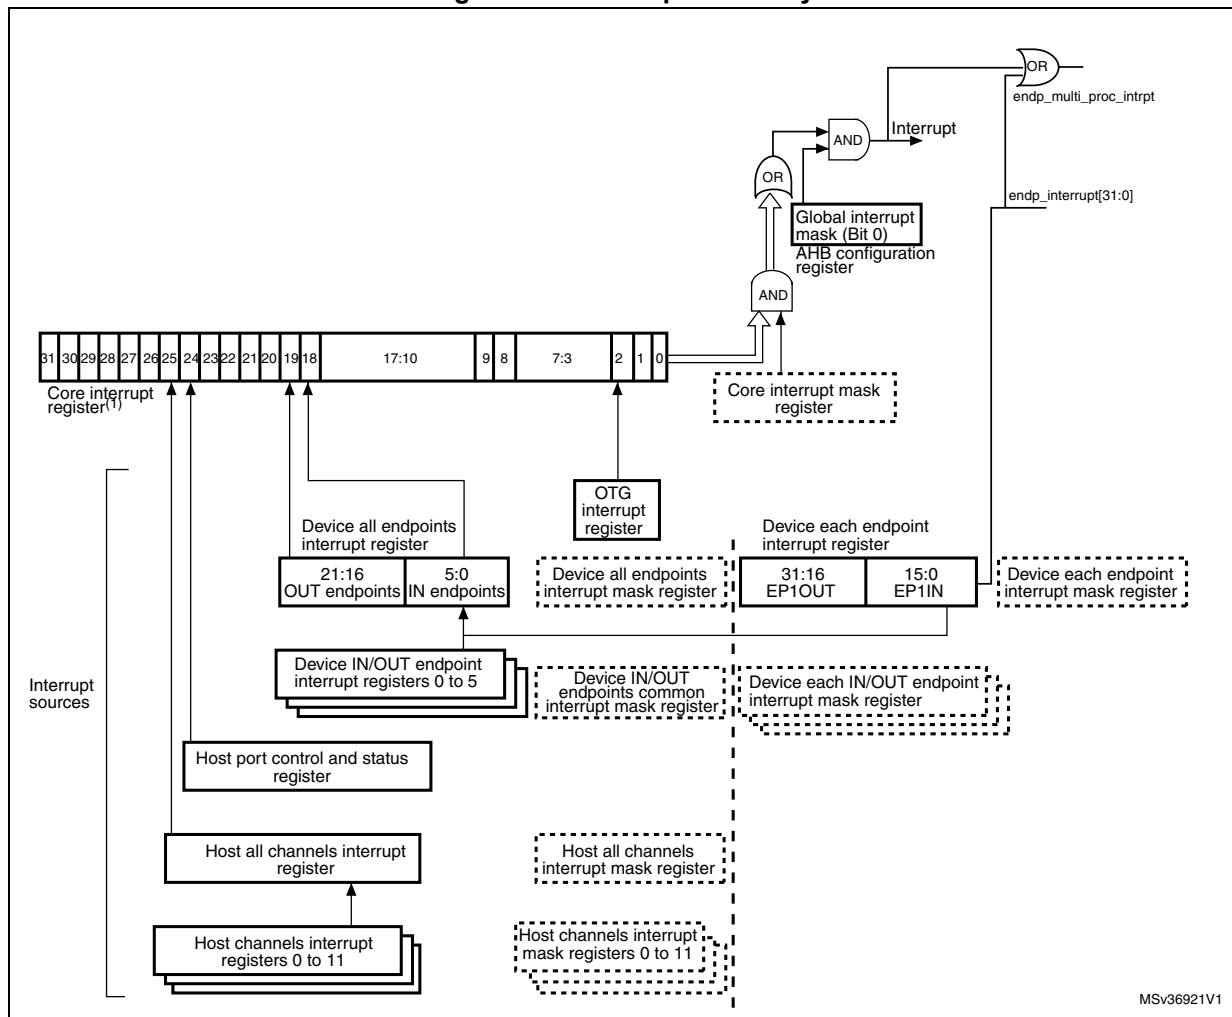 OR
endp_multi_proc_intrpt
AND
Interrupt
OR
endp_interrupt[31:0]
Global interrupt
mask (Bit 0)
AHB configuration
register
AND
31 30 29 28 27 26 25 24 23 22 21 20 19 18 17:10 9 8 7:3 2 1 0
Core interrupt
register(1)
Core interrupt mask
register
OTG
interrupt
register
Device all endpoints
interrupt register
Device each endpoint
interrupt register
21:16
OUT endpoints
5:0
IN endpoints
Device all endpoints
interrupt mask register
31:16
EP1OUT
15:0
EP1IN
Device each endpoint
interrupt mask register
Device IN/OUT endpoint
interrupt registers 0 to 5
Device IN/OUT
endpoints common
interrupt mask register
Device each IN/OUT endpoint
interrupt mask register
Interrupt
sources
Host port control and status
register
Host all channels interrupt
register
Host all channels
interrupt mask register
Host channels interrupt
registers 0 to 11
Host channels interrupt
mask registers 0 to 11
MSv36921V1